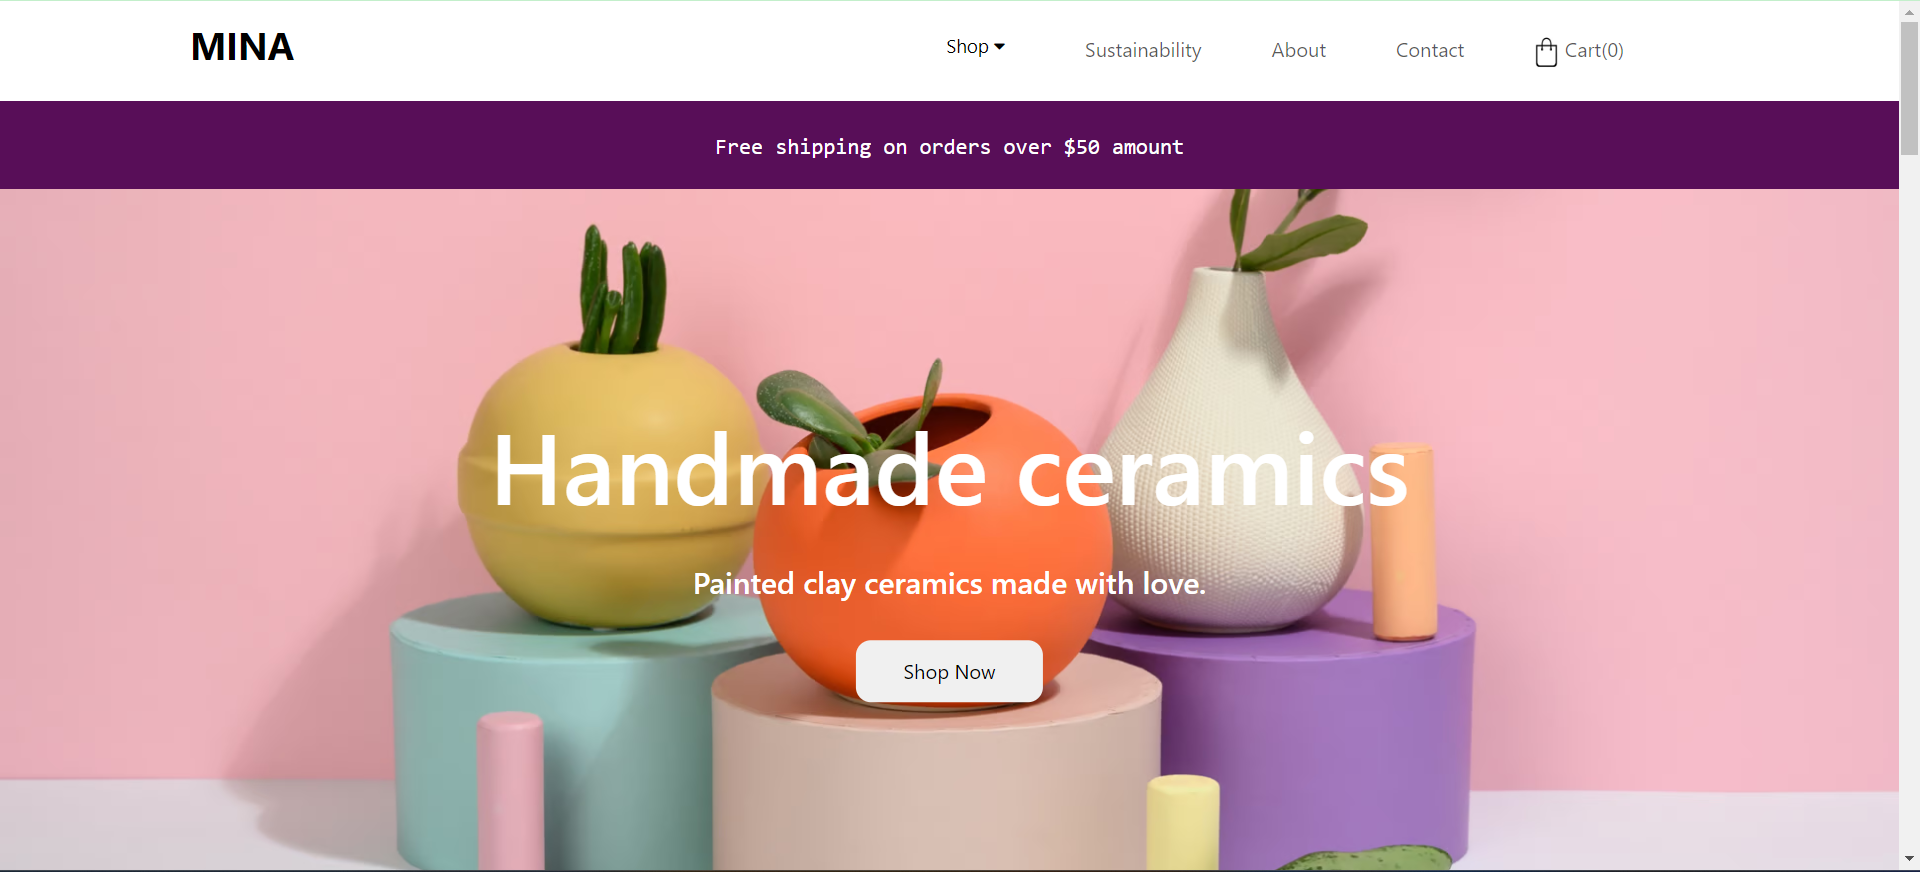 MINA
Shop
Sustainability
About
Contact
Cart(0)
Free shipping on orders over $50 amount
Handmade ceramics
Painted clay ceramics made with love.
Shop Now